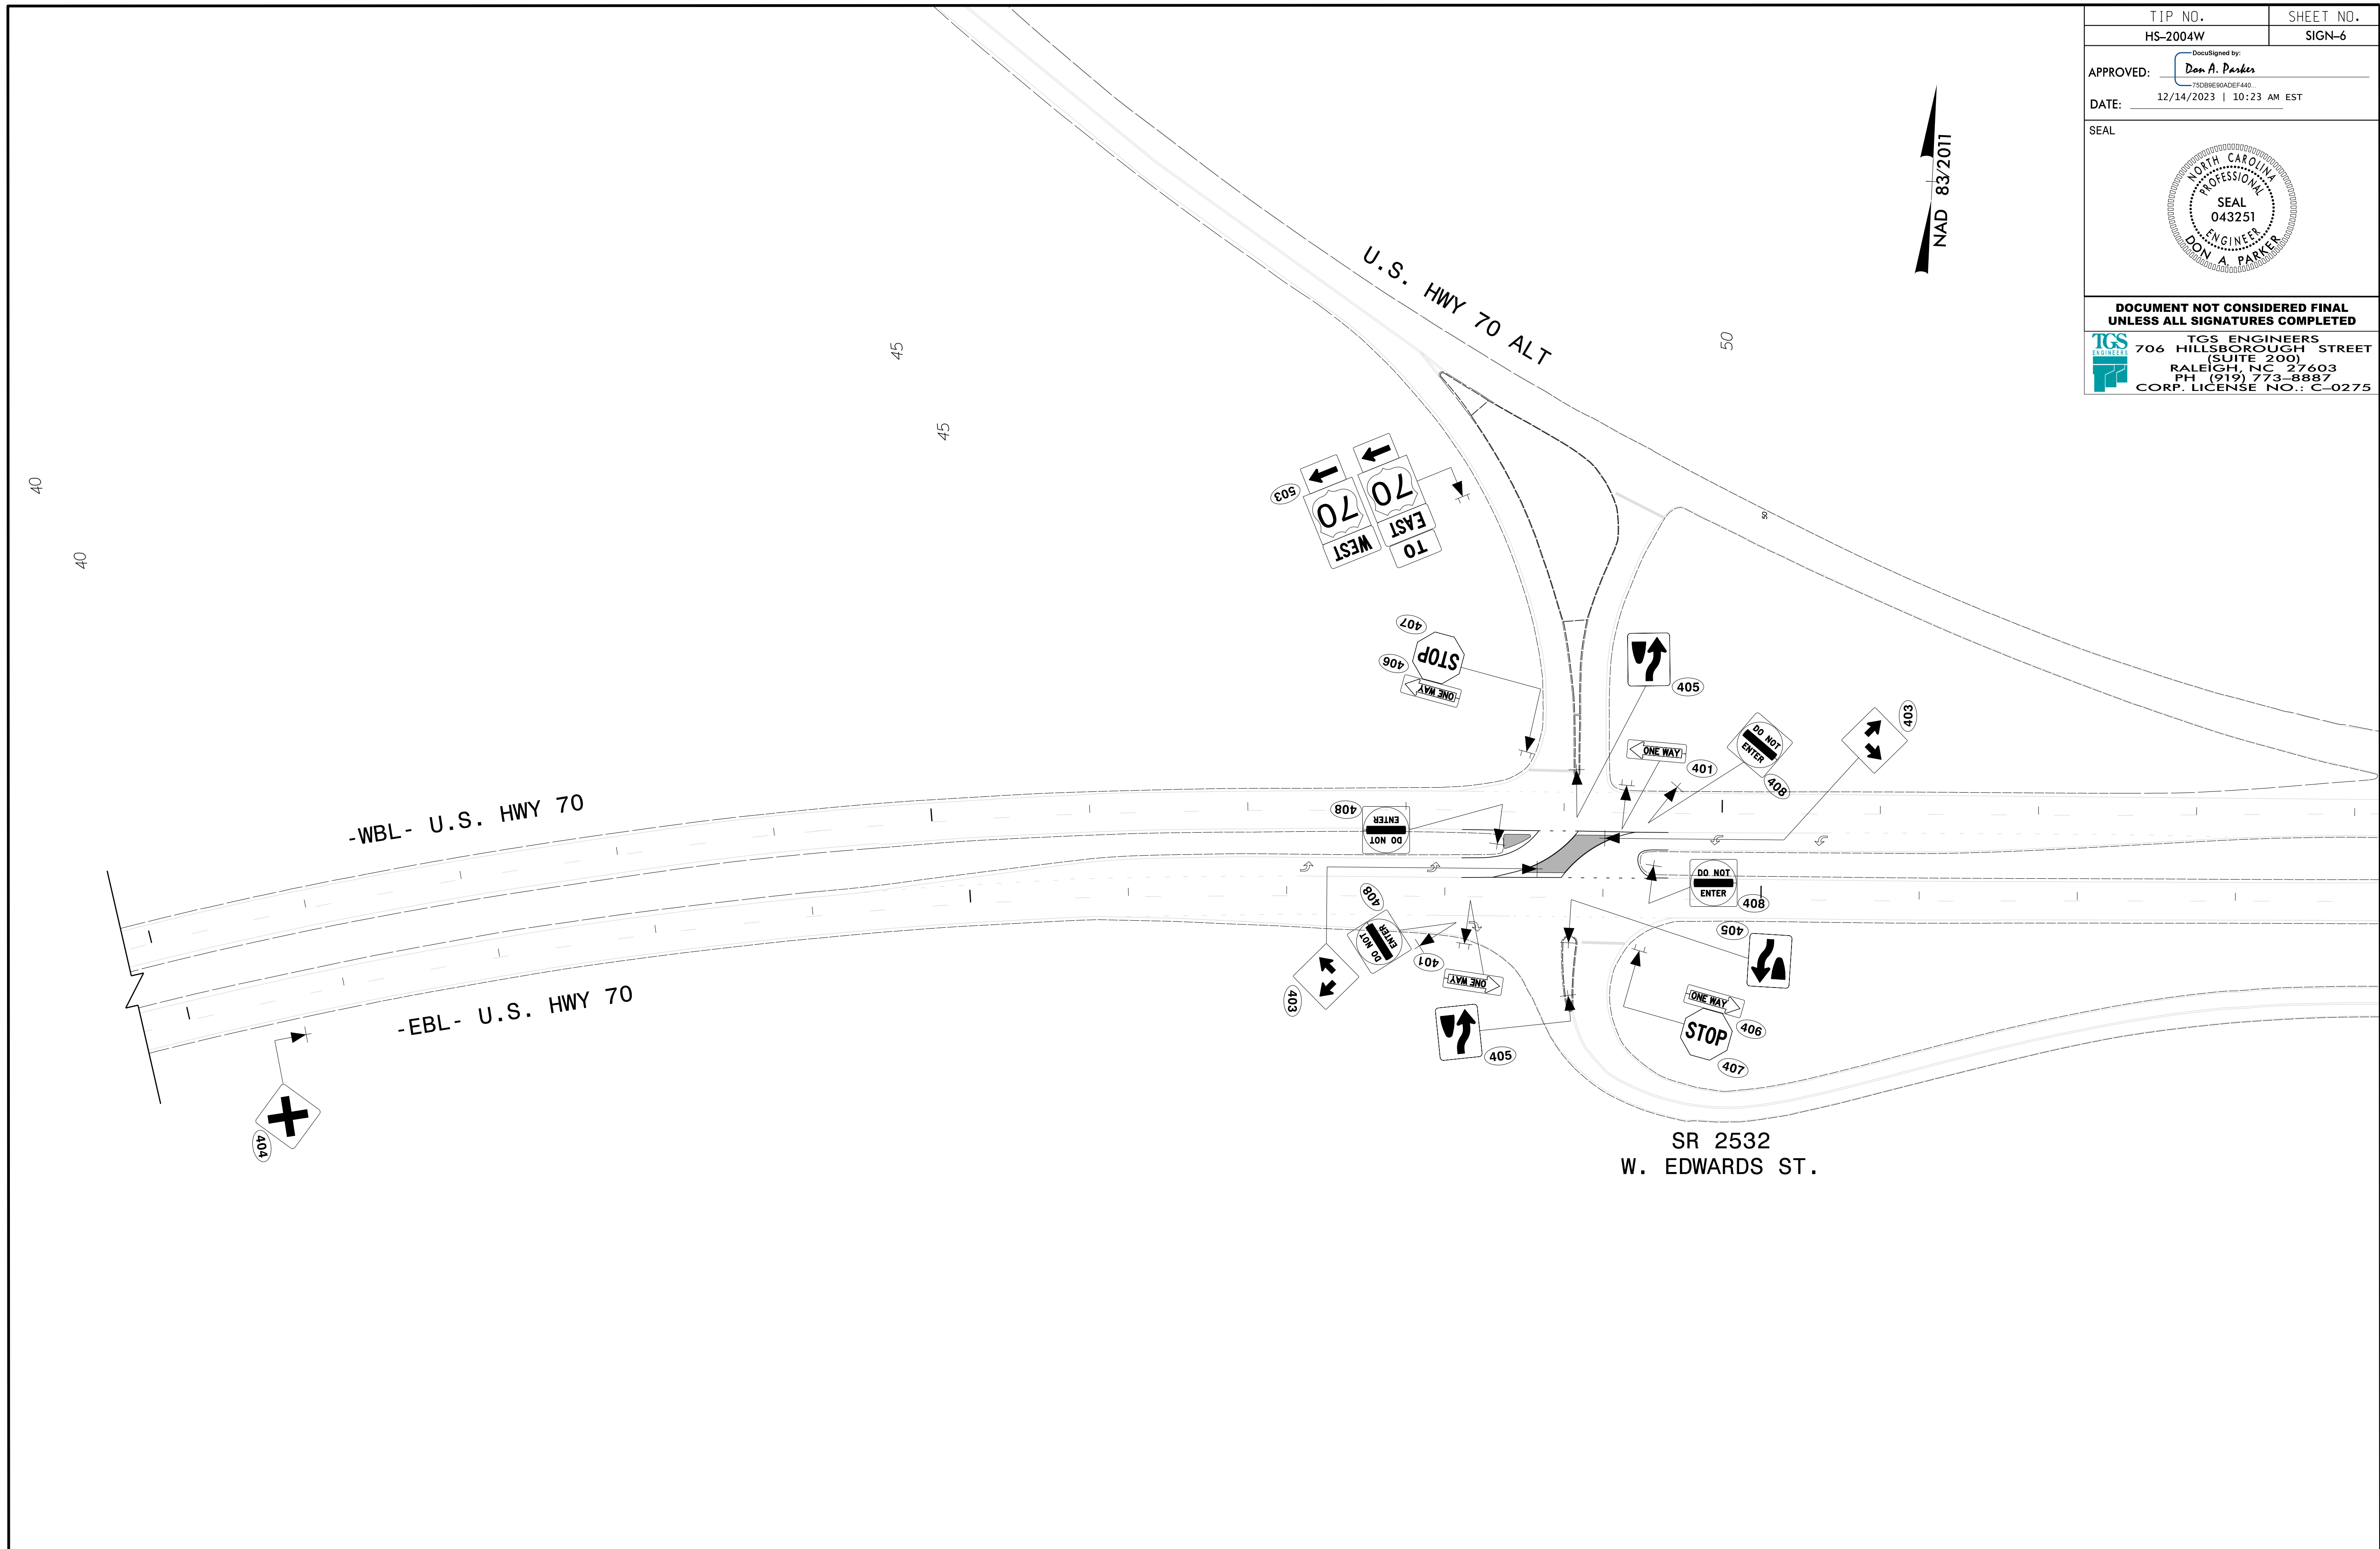 TIP NO.
SHEET NO.
HS-2004W
SIGN-6
DocuSigned by:
APPROVED: Don A. Parker
75DB9E90ADEF440...
DATE: 12/14/2023 | 10:23 AM EST
SEAL
NORTH CAROLINA
PROFESSIONAL
SEAL
043251
ENGINEER
DON A. PARKER
DOCUMENT NOT CONSIDERED FINAL
UNLESS ALL SIGNATURES COMPLETED
TGS
ENGINEERS
TGS ENGINEERS
706 HILLSBOROUGH STREET
(SUITE 200)
RALEIGH, NC 27603
PH (919) 773-8887
CORP. LICENSE NO.: C-0275
NAD 83/2011
U.S. HWY 70 ALT
50
45
45
40
40
50
503
TO
EAST
70
WEST
70
407
STOP
406
ONE WAY
405
403
DO NOT
ENTER
408
ONE WAY
401
-WBL- U.S. HWY 70
408
DO NOT
ENTER
DO NOT
ENTER
408
408
DO NOT
ENTER
401
ONE WAY
403
405
ONE WAY
406
STOP
407
405
-EBL- U.S. HWY 70
404
SR 2532
W. EDWARDS ST.